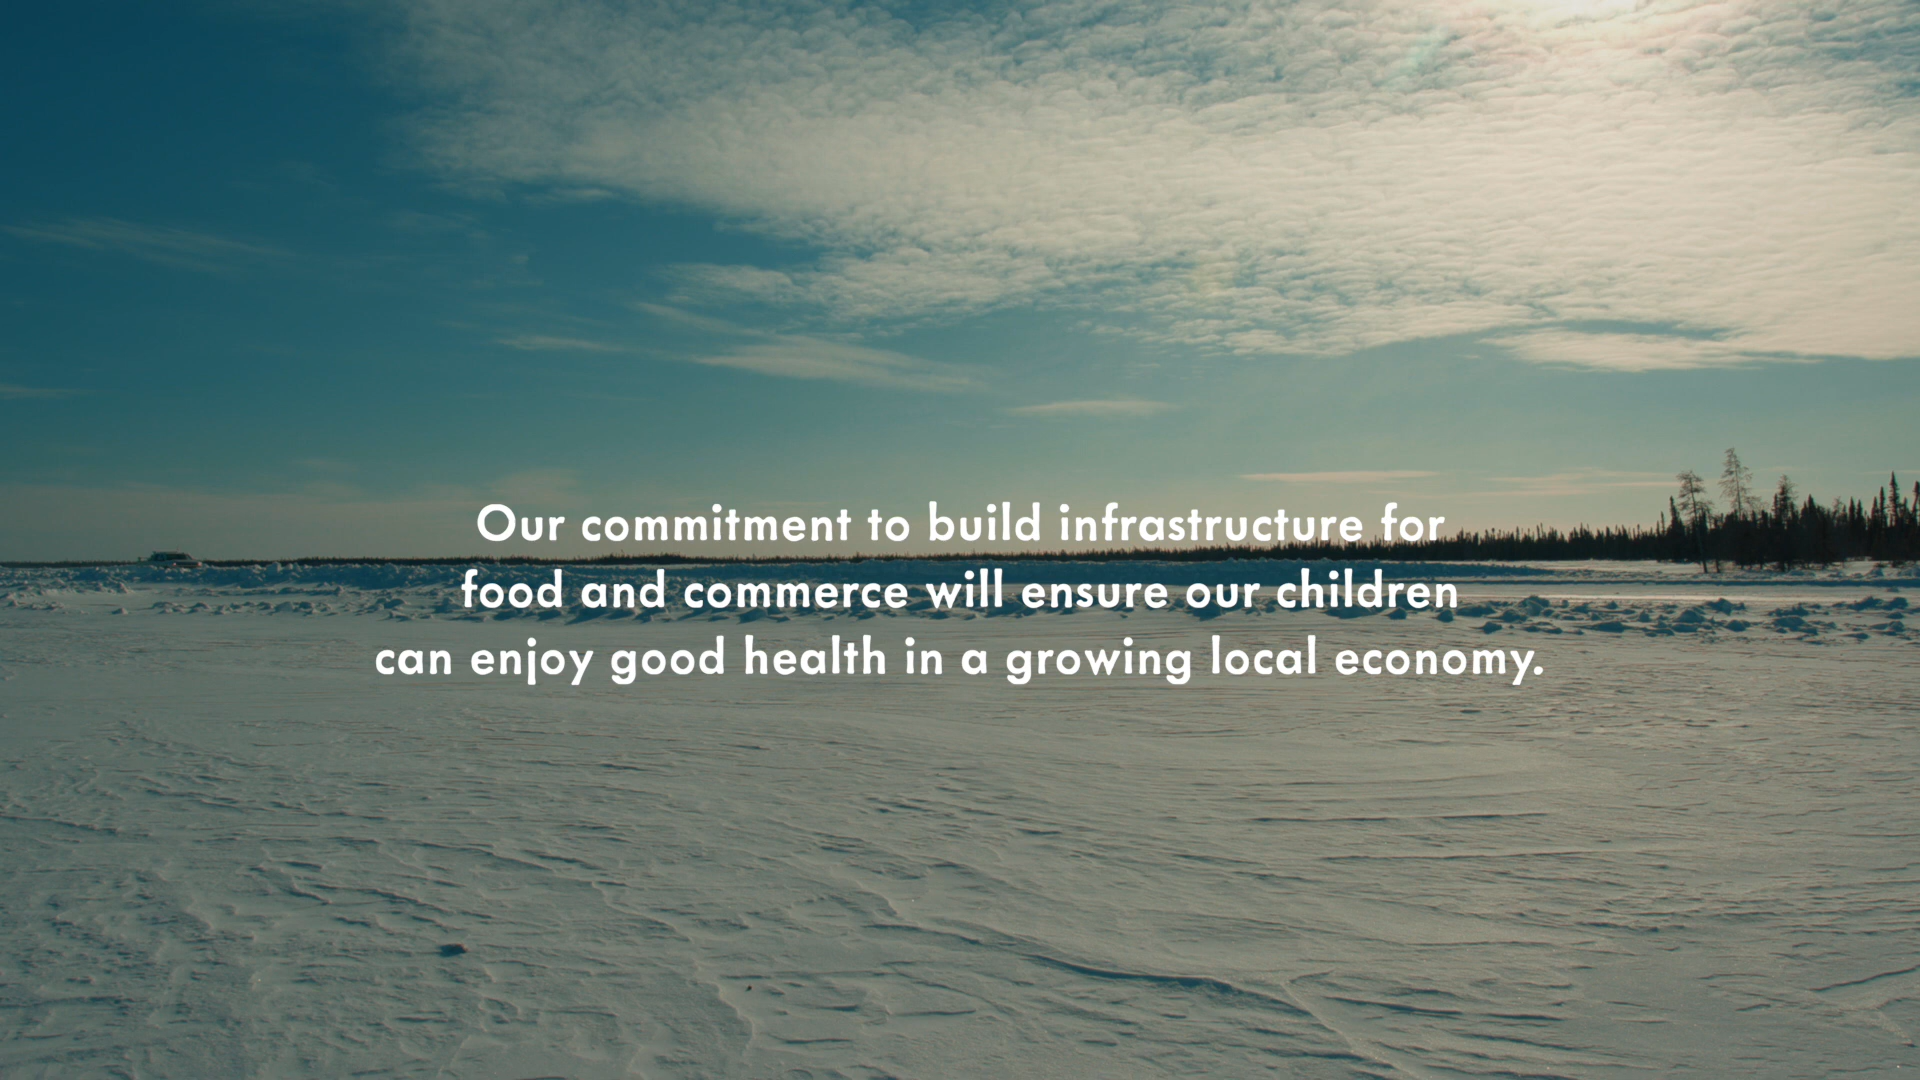 Our commitment to build infrastructure for
food and commerce will ensure our children
can enjoy good health in a growing local economy.